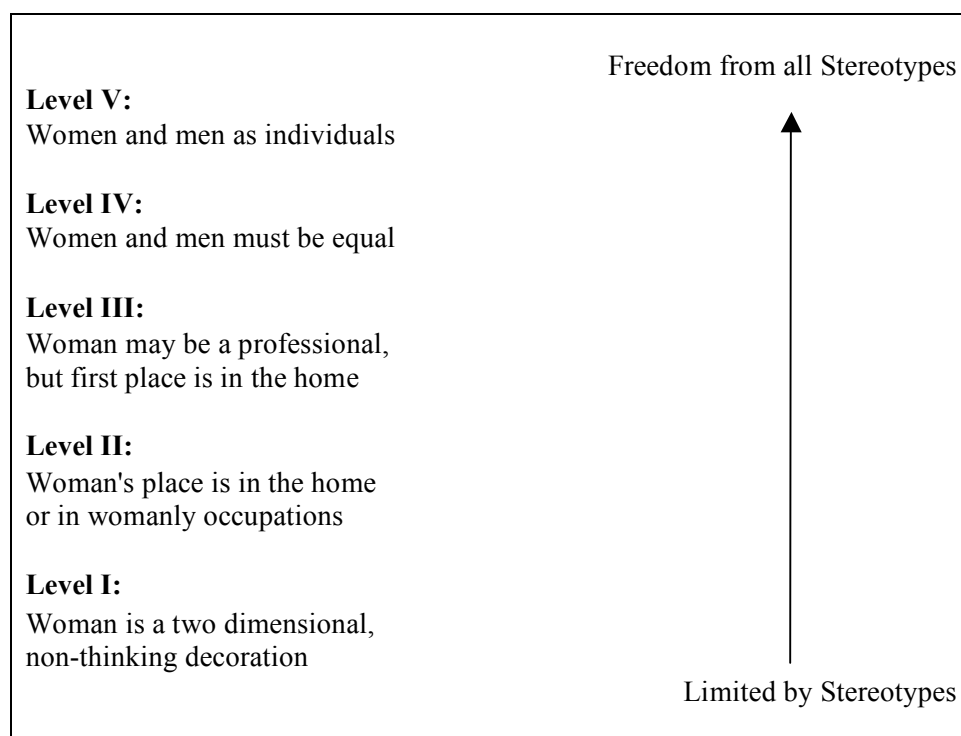 Freedom from all Stereotypes
Level V:
Women and men as individuals
Level IV:
Women and men must be equal
Level III:
Woman may be a professional,
but first place is in the home
Level II:
Woman's place is in the home
or in womanly occupations
Level I:
Woman is a two dimensional,
non-thinking decoration
Limited by Stereotypes